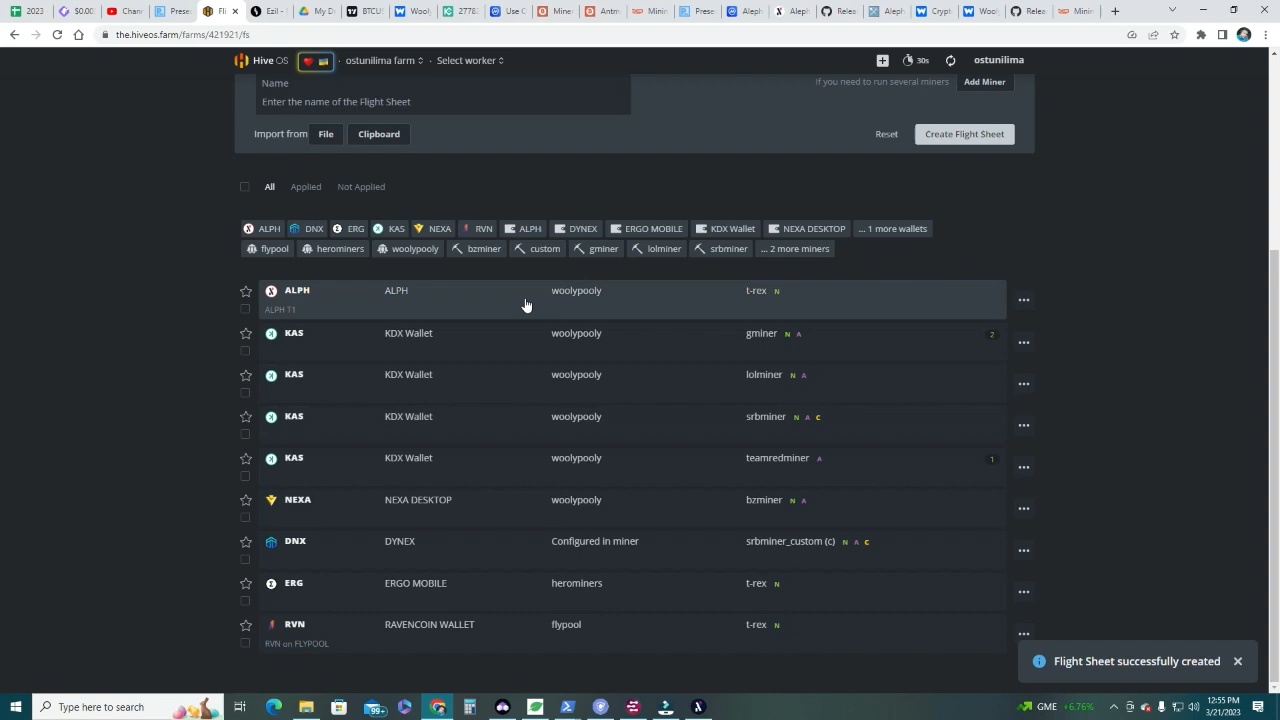 2023
$0.00
Chan
Prese
Fli
Ezil -
My D
BTCU
Wool
27783
Use C
Mine
Antm
Minin
Prese
Aleph
Al
Relea
Aleph
Crypt
Wooly
Relea
Minin
the.hiveos.farm/farms/421921/fs
Hive OS
ostunilima farm
Select worker
30s
ostunilima
Name
If you need to run several miners
Add Miner
Enter the name of the Flight Sheet
Import from
File
Clipboard
Reset
Create Flight Sheet
All
Applied
Not Applied
ALPH DNX ERG KAS NEXA RVN ALPH DYNEX ERGO MOBILE KDX Wallet NEXA DESKTOP ... 1 more wallets
flypool herominers woolypooly bzminer custom gminer lolminer srbminer ... 2 more miners
ALPH ALPH woolypooly t-rex N
ALPH T1
KAS KDX Wallet woolypooly gminer N A 2
KAS KDX Wallet woolypooly lolminer N A
KAS KDX Wallet woolypooly srbminer N A C
KAS KDX Wallet woolypooly teamredminer A 1
NEXA NEXA DESKTOP woolypooly bzminer N A
DNX DYNEX Configured in miner srbminer_custom (c) N A C
ERG ERGO MOBILE herominers t-rex N
RVN RAVENCOIN WALLET flypool t-rex N
RVN on FLYPOOL
Flight Sheet successfully created
Type here to search
99+
GME +6.76%
12:55 PM
3/21/2023